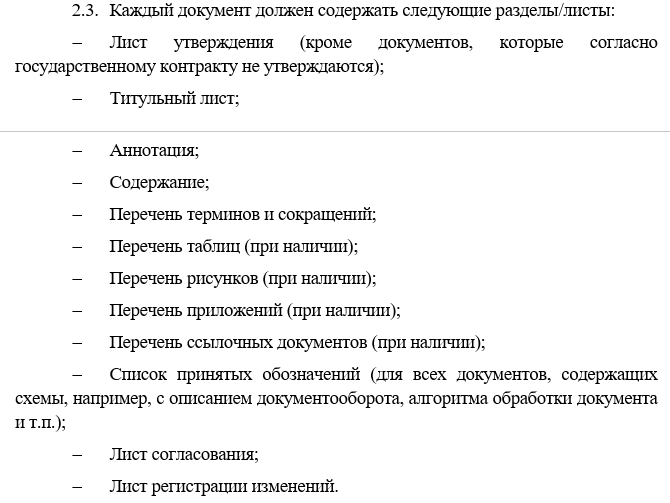 2.3. Каждый документ должен содержать следующие разделы/листы:
– Лист утверждения (кроме документов, которые согласно
государственному контракту не утверждаются);
– Титульный лист;
– Аннотация;
– Содержание;
– Перечень терминов и сокращений;
– Перечень таблиц (при наличии);
– Перечень рисунков (при наличии);
– Перечень приложений (при наличии);
– Перечень ссылочных документов (при наличии);
– Список принятых обозначений (для всех документов, содержащих
схемы, например, с описанием документооборота, алгоритма обработки документа
и т.п.);
– Лист согласования;
– Лист регистрации изменений.